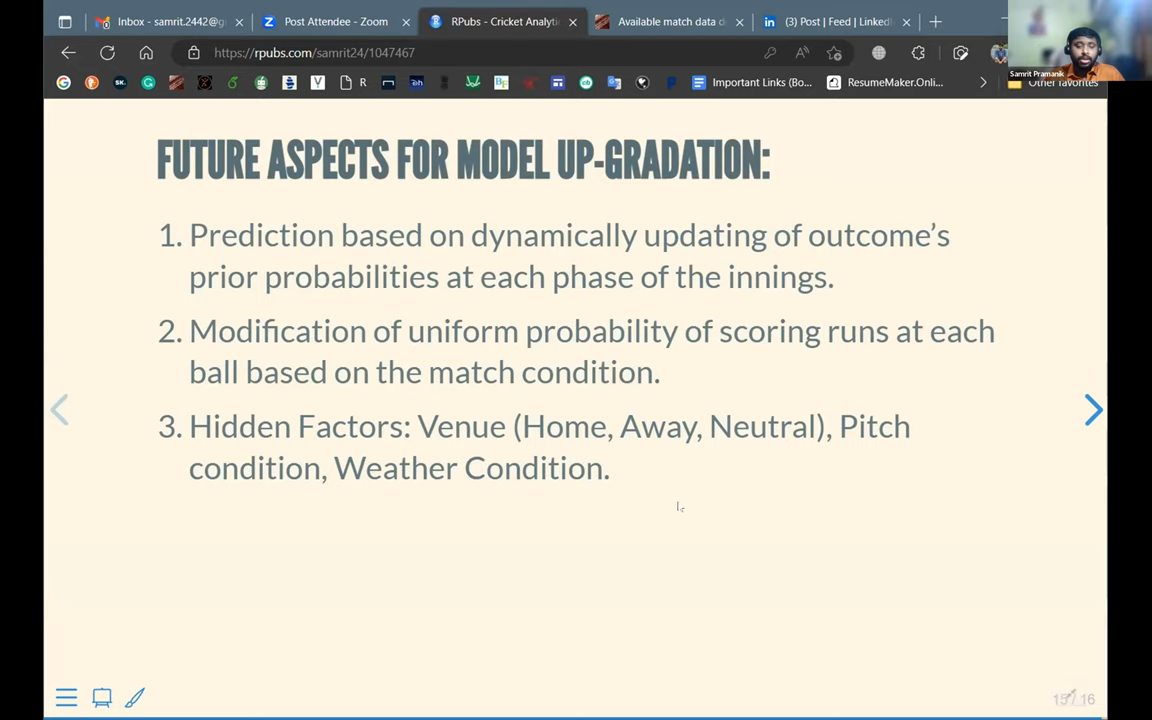 Inbox - samrit.2442@g
Post Attendee - Zoom
RPubs - Cricket Analyti
Available match data d
(3) Post | Feed | LinkedI
https://rpubs.com/samrit24/1047467
Samrit Pramanik
R
Important Links (Bo...
ResumeMaker.Onli...
Other favorites
FUTURE ASPECTS FOR MODEL UP-GRADATION:
1. Prediction based on dynamically updating of outcome’s
prior probabilities at each phase of the innings.
2. Modification of uniform probability of scoring runs at each
ball based on the match condition.
3. Hidden Factors: Venue (Home, Away, Neutral), Pitch
condition, Weather Condition.
15 / 16